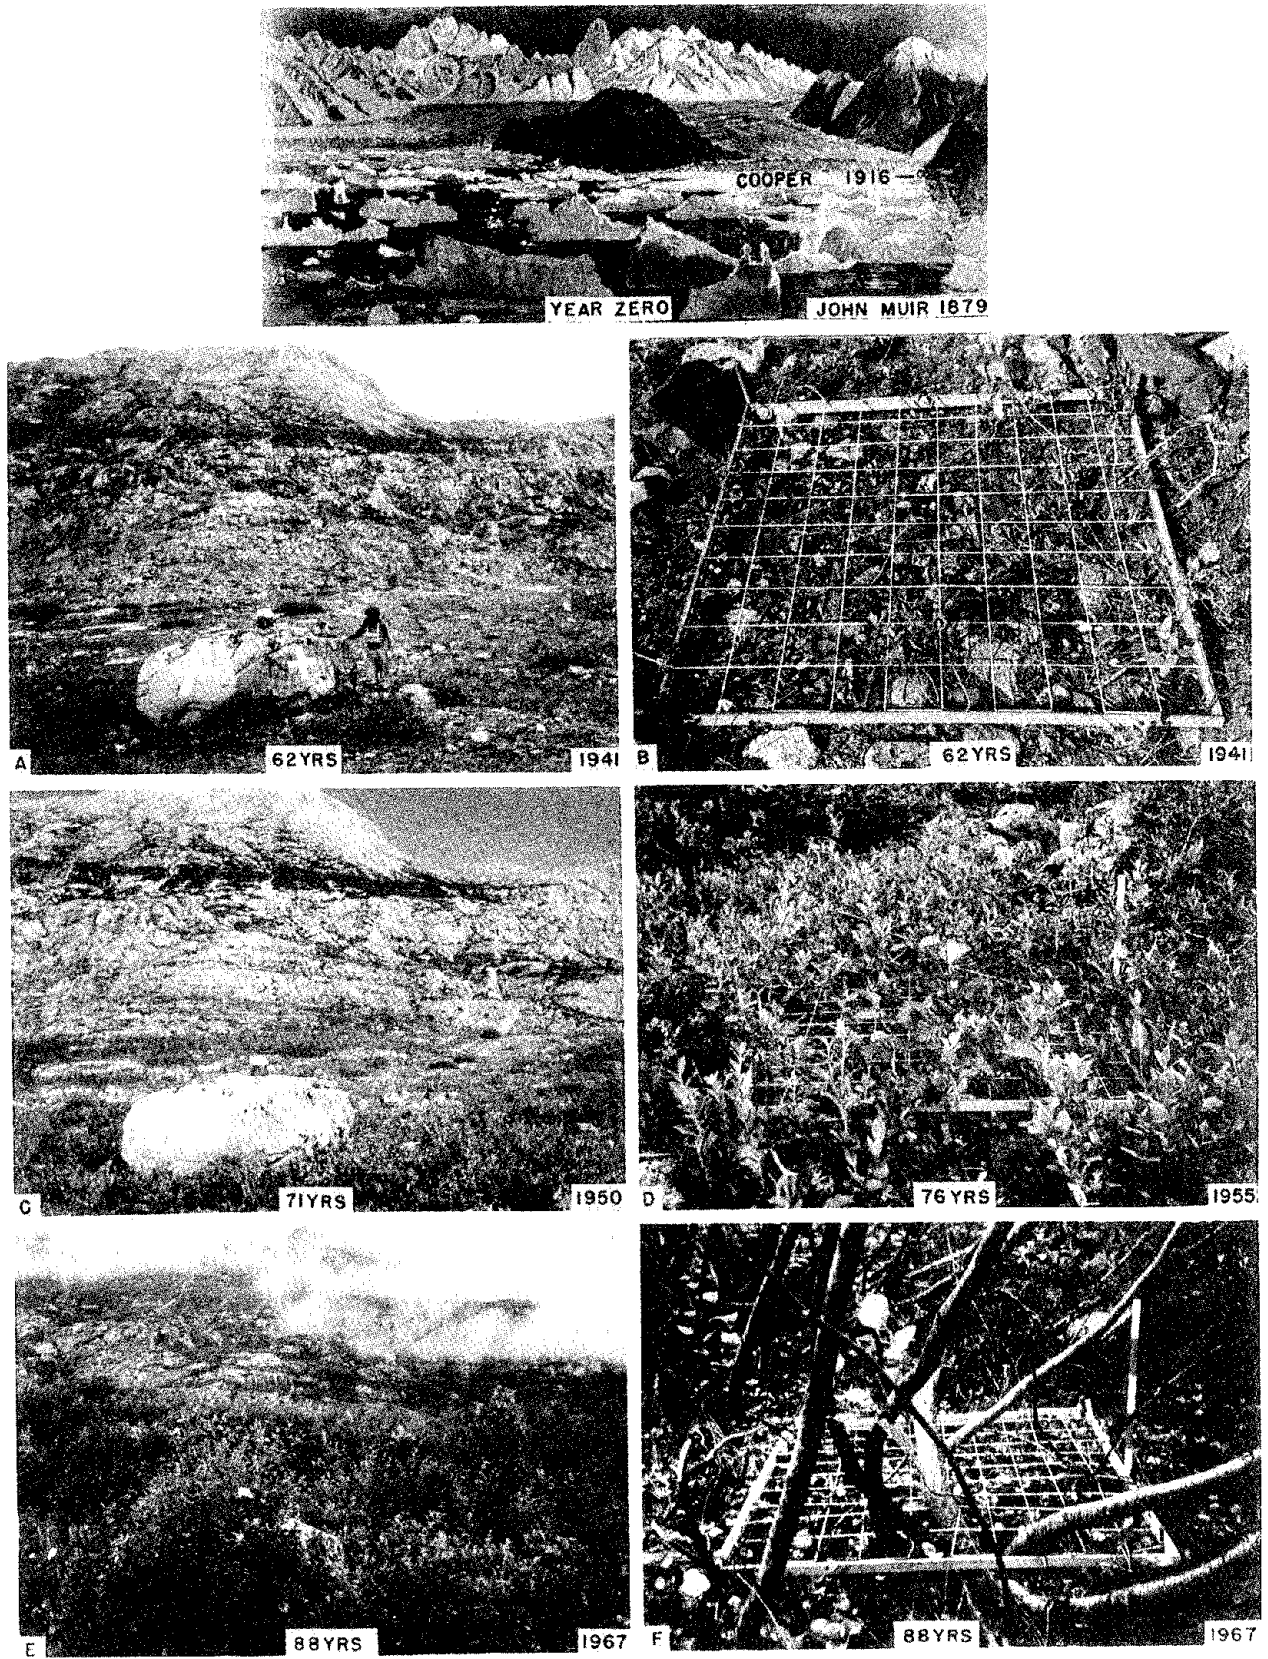 COOPER 1916
YEAR ZERO
JOHN MUIR 1879
A
62YRS
1941
B
62YRS
1941
C
71YRS
1950
D
76YRS
1955
E
88YRS
1967
F
88YRS
1967